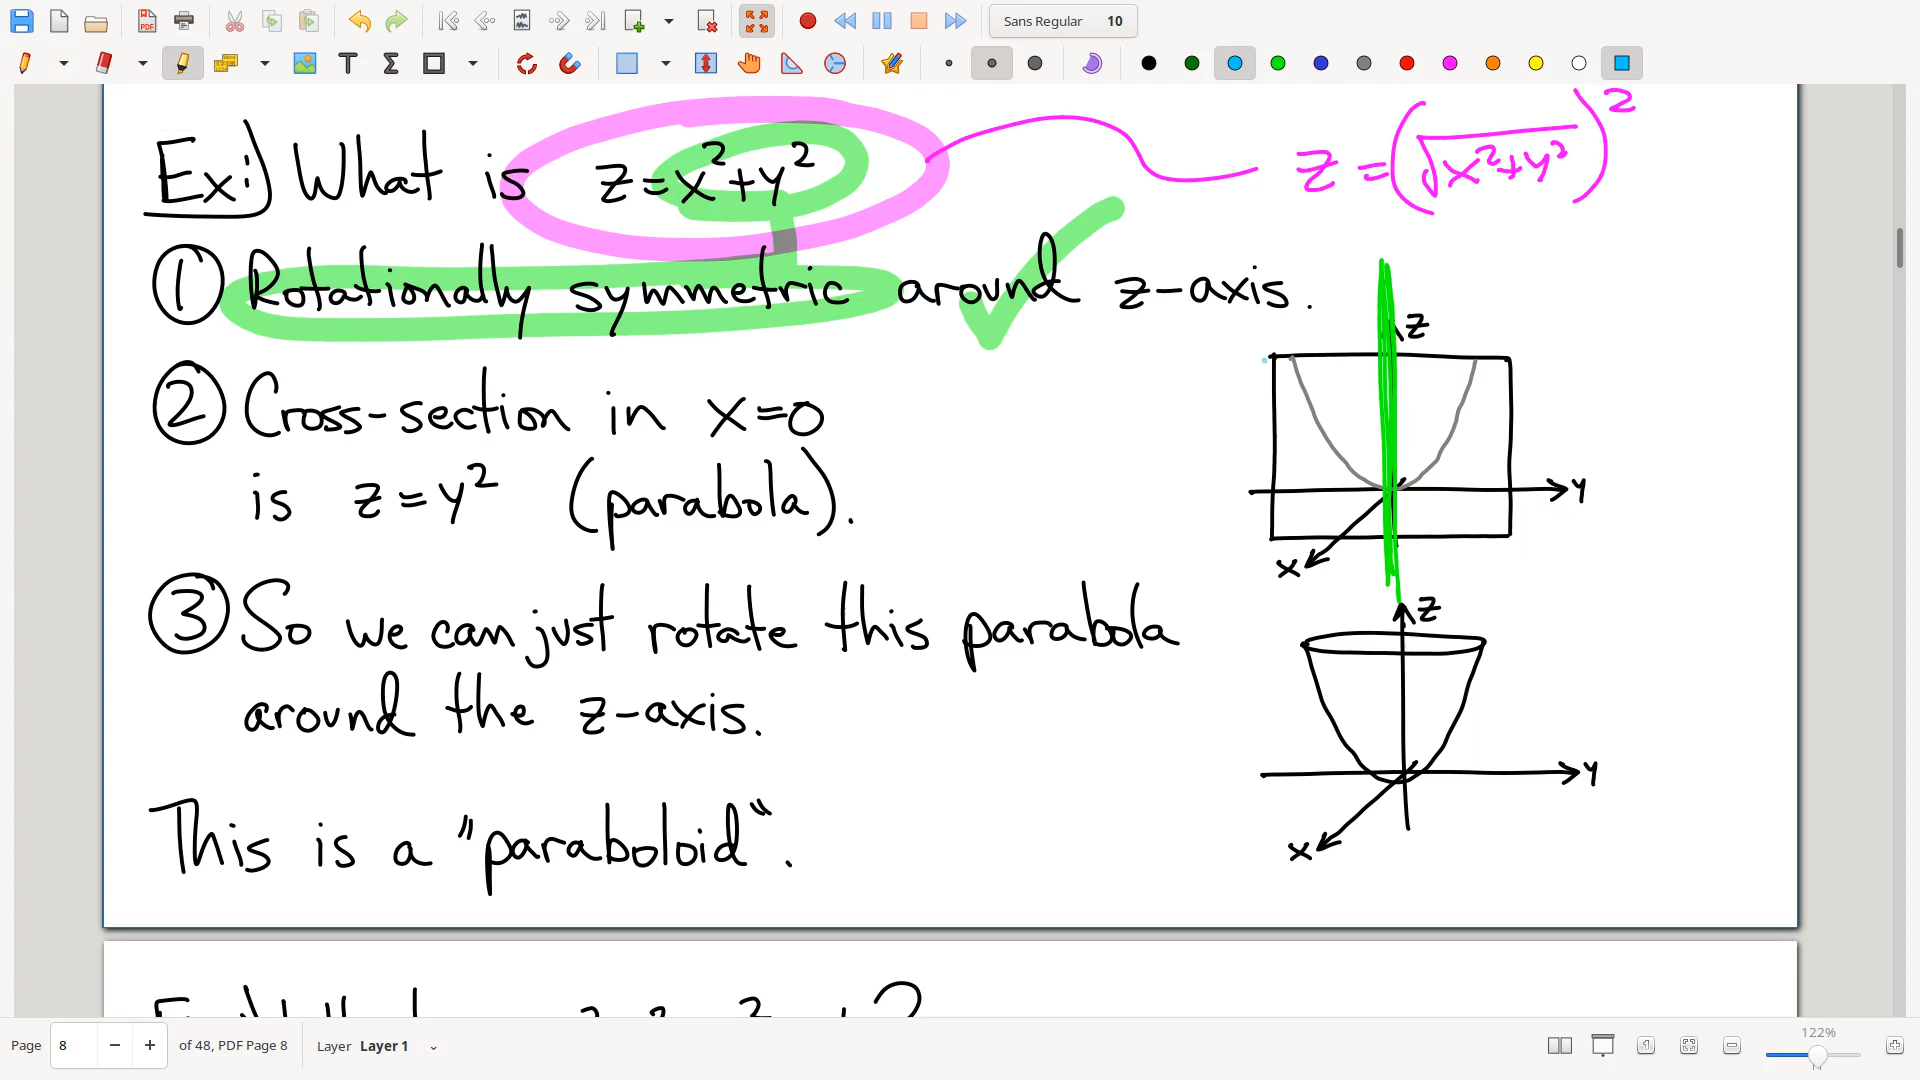 Sans Regular 10
Ex:) What is z=x²+y²
z=(√x²+y²)²
① Rotationally symmetric around z-axis.
② Cross-section in x=0
is z=y² (parabola).
z
y
x
③ So we can just rotate this parabola
around the z-axis.
This is a "paraboloid".
z
y
x
Page 8 of 48, PDF Page 8 Layer Layer 1
122%